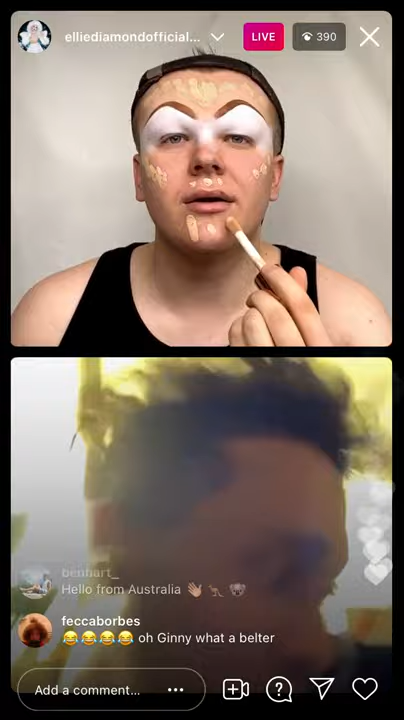 elliediamondofficial...
LIVE
390
benhart_
Hello from Australia 👋🏼 🦘 🐨
feccaborbes
😂😂😂😂 oh Ginny what a belter
Add a comment...